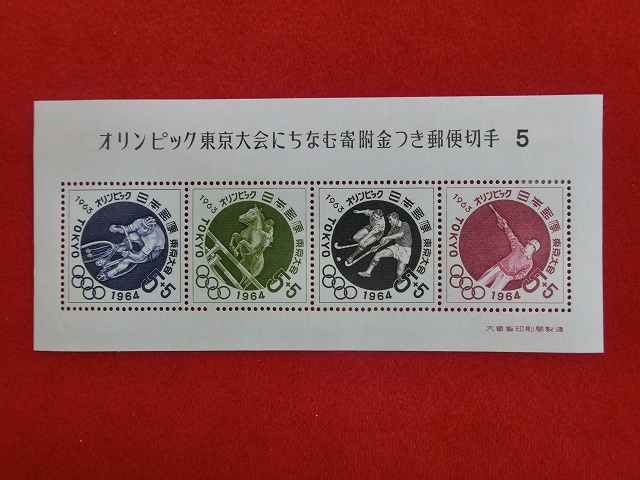 オリンピック東京大会にちなむ寄附金つき郵便切手 5
1963 オリンピック 日本郵便
TOKYO 東京大会
1964 5+5
1963 オリンピック 日本郵便
TOKYO 東京大会
1964 5+5
1963 オリンピック 日本郵便
TOKYO 東京大会
1964 5+5
1963 オリンピック 日本郵便
TOKYO 東京大会
1964 5+5
大蔵省印刷局製造